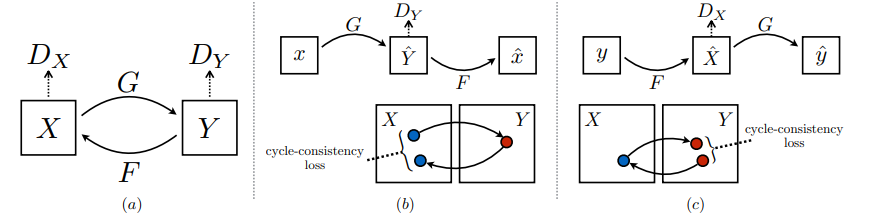 D_X
D_Y
G
X
Y
F
(a)
D_Y
G
x
Ŷ
x̂
F
X
Y
cycle-consistency
loss
(b)
D_X
G
y
X̂
ŷ
F
X
Y
cycle-consistency
loss
(c)